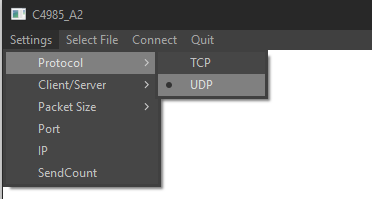 C4985_A2
Settings Select File Connect Quit
Protocol TCP
Client/Server UDP
Packet Size
Port
IP
SendCount